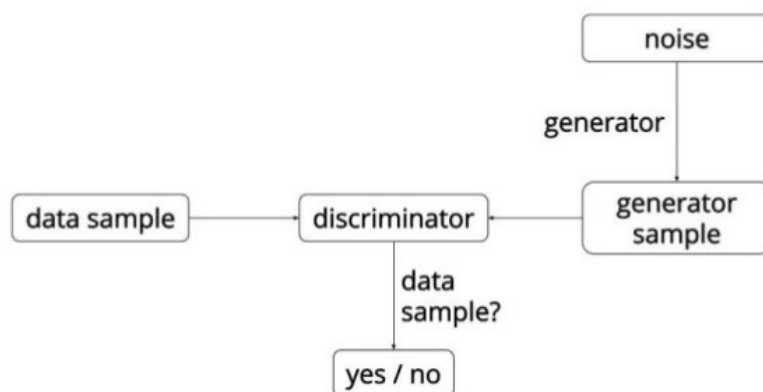 noise
generator
data sample
discriminator
generator
sample
data
sample?
yes / no